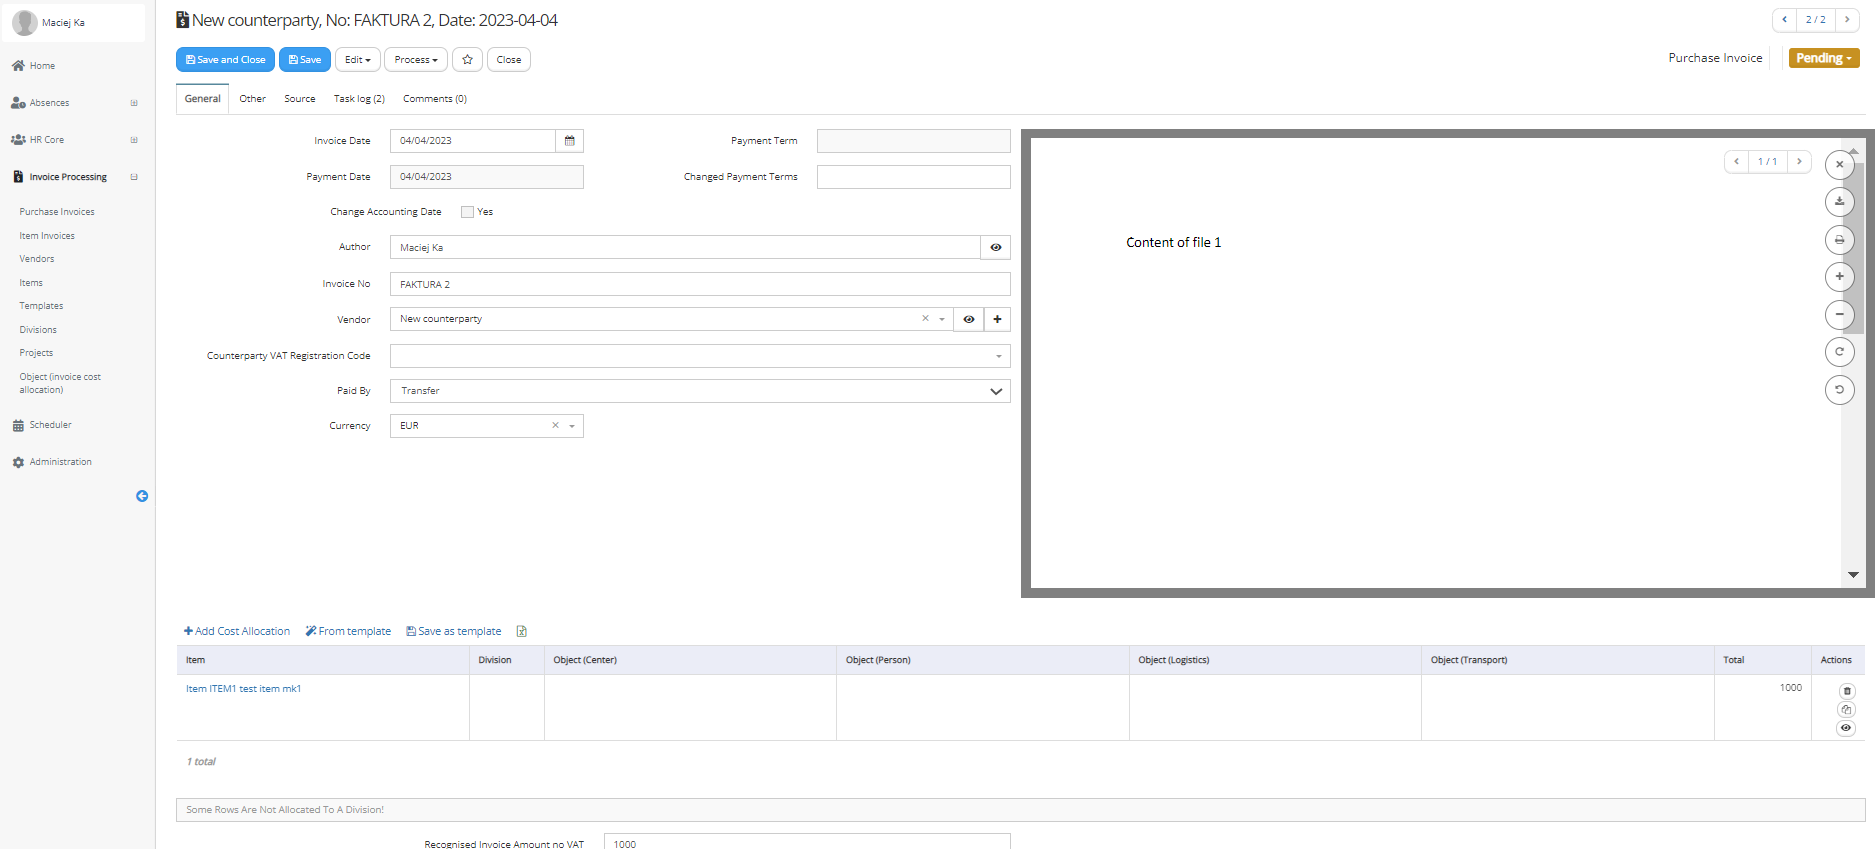 Maciej Ka
Home
Absences
HR Core
Invoice Processing
Purchase Invoices
Item Invoices
Vendors
Items
Templates
Divisions
Projects
Object (invoice cost
allocation)
Scheduler
Administration
New counterparty, No: FAKTURA 2, Date: 2023-04-04
2 / 2
Save and Close Save Edit Process Close
Purchase Invoice Pending
General Other Source Task log (2) Comments (0)
Invoice Date 04/04/2023 Payment Term
Payment Date 04/04/2023 Changed Payment Terms
Change Accounting Date Yes
Author Maciej Ka
Invoice No FAKTURA 2
Vendor New counterparty
Counterparty VAT Registration Code
Paid By Transfer
Currency EUR
1 / 1
Content of file 1
Add Cost Allocation From template Save as template
Item Division Object (Center) Object (Person) Object (Logistics) Object (Transport) Total Actions
Item ITEM1 test item mk1 1000
1 total
Some Rows Are Not Allocated To A Division!
Recognised Invoice Amount no VAT 1000